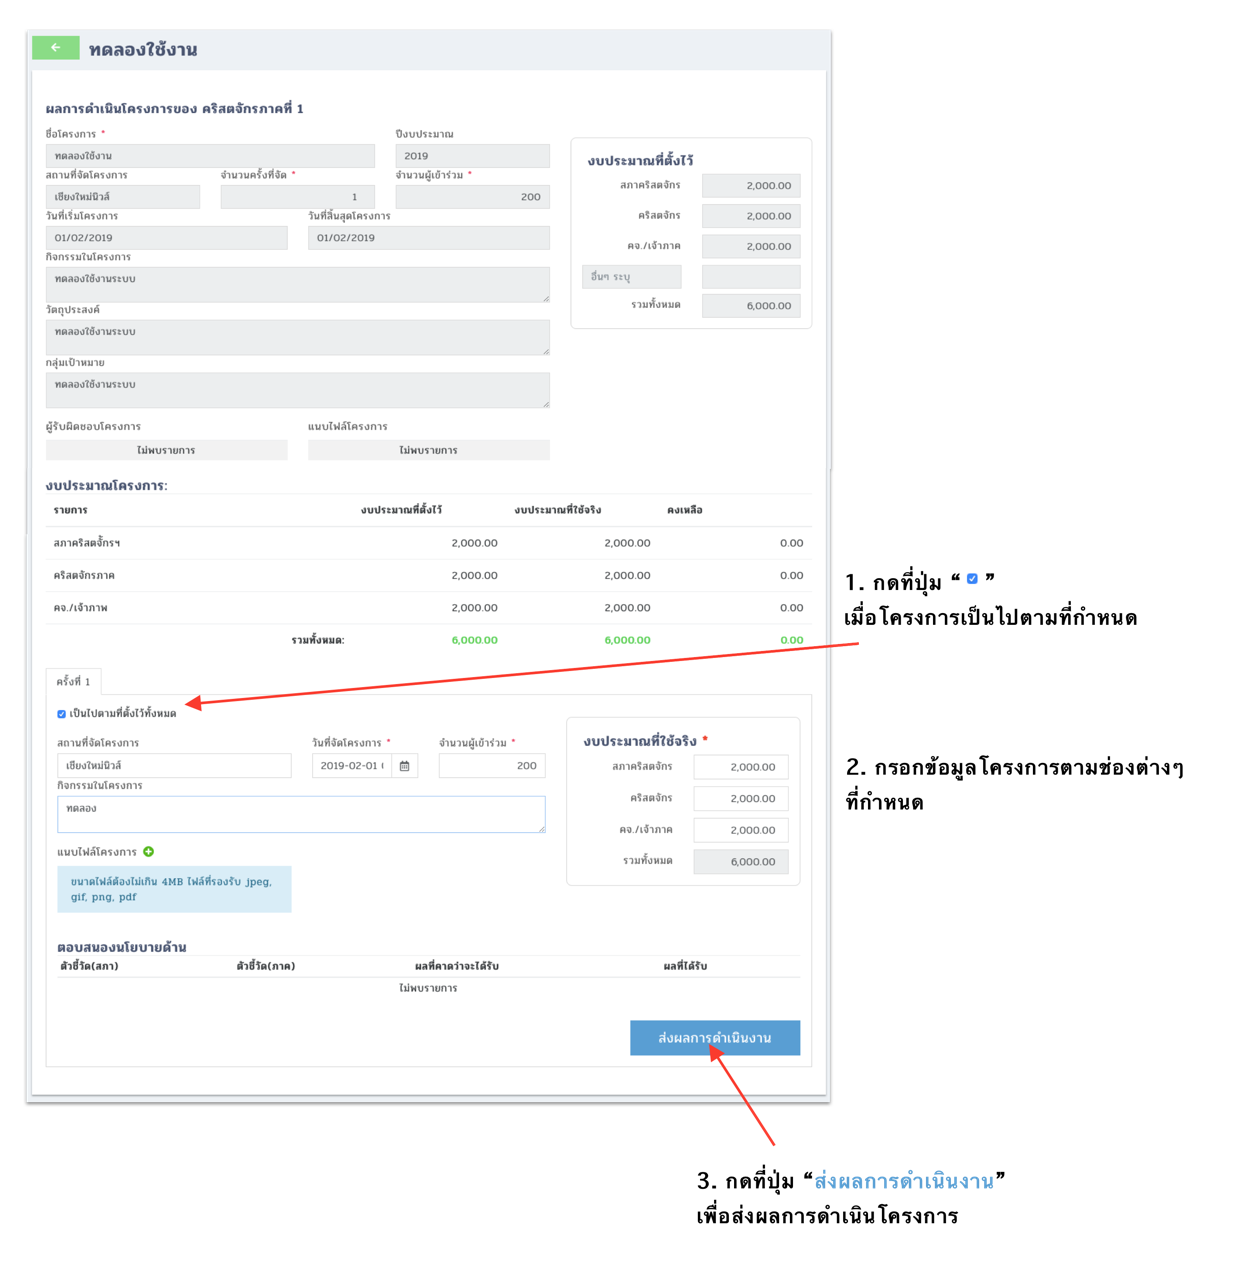 ทดลองใช้งาน
ผลการดำเนินโครงการของ คริสตจักรภาคที่ 1
ชื่อโครงการ *
ปีงบประมาณ
ทดลองใช้งาน
2019
สถานที่จัดโครงการ
จำนวนครั้งที่จัด *
จำนวนผู้เข้าร่วม *
เชียงใหม่นิวส์
1
200
วันที่เริ่มโครงการ
วันที่สิ้นสุดโครงการ
01/02/2019
01/02/2019
กิจกรรมในโครงการ
ทดลองใช้งานระบบ
วัตถุประสงค์
ทดลองใช้งานระบบ
กลุ่มเป้าหมาย
ทดลองใช้งานระบบ
ผู้รับผิดชอบโครงการ
แนบไฟล์โครงการ
ไม่พบรายการ
ไม่พบรายการ
งบประมาณที่ตั้งไว้
สภาคริสตจักร 2,000.00
คริสตจักร 2,000.00
คจ./เจ้าภาค 2,000.00
อื่นๆ ระบุ
รวมทั้งหมด 6,000.00
งบประมาณโครงการ:
รายการ งบประมาณที่ตั้งไว้ งบประมาณที่ใช้จริง คงเหลือ
สภาคริสตจั้กรฯ 2,000.00 2,000.00 0.00
คริสตจักรภาค 2,000.00 2,000.00 0.00
คจ./เจ้าภาพ 2,000.00 2,000.00 0.00
รวมทั้งหมด: 6,000.00 6,000.00 0.00
ครั้งที่ 1
เป็นไปตามที่ตั้งไว้ทั้งหมด
สถานที่จัดโครงการ
วันที่จัดโครงการ *
จำนวนผู้เข้าร่วม *
เชียงใหม่นิวส์
2019-02-01
200
กิจกรรมในโครงการ
ทดลอง
แนบไฟล์โครงการ
ขนาดไฟล์ต้องไม่เกิน 4MB ไฟล์ที่รองรับ jpeg,
gif, png, pdf
งบประมาณที่ใช้จริง *
สภาคริสตจักร 2,000.00
คริสตจักร 2,000.00
คจ./เจ้าภาค 2,000.00
รวมทั้งหมด 6,000.00
ตอบสนองนโยบายด้าน
ตัวชี้วัด(สภา) ตัวชี้วัด(ภาค) ผลที่คาดว่าจะได้รับ ผลที่ได้รับ
ไม่พบรายการ
ส่งผลการดำเนินงาน
1. กดที่ปุ่ม “ ”
เมื่อโครงการเป็นไปตามที่กำหนด
2. กรอกข้อมูลโครงการตามช่องต่างๆ
ที่กำหนด
3. กดที่ปุ่ม “ส่งผลการดำเนินงาน”
เพื่อส่งผลการดำเนินโครงการ